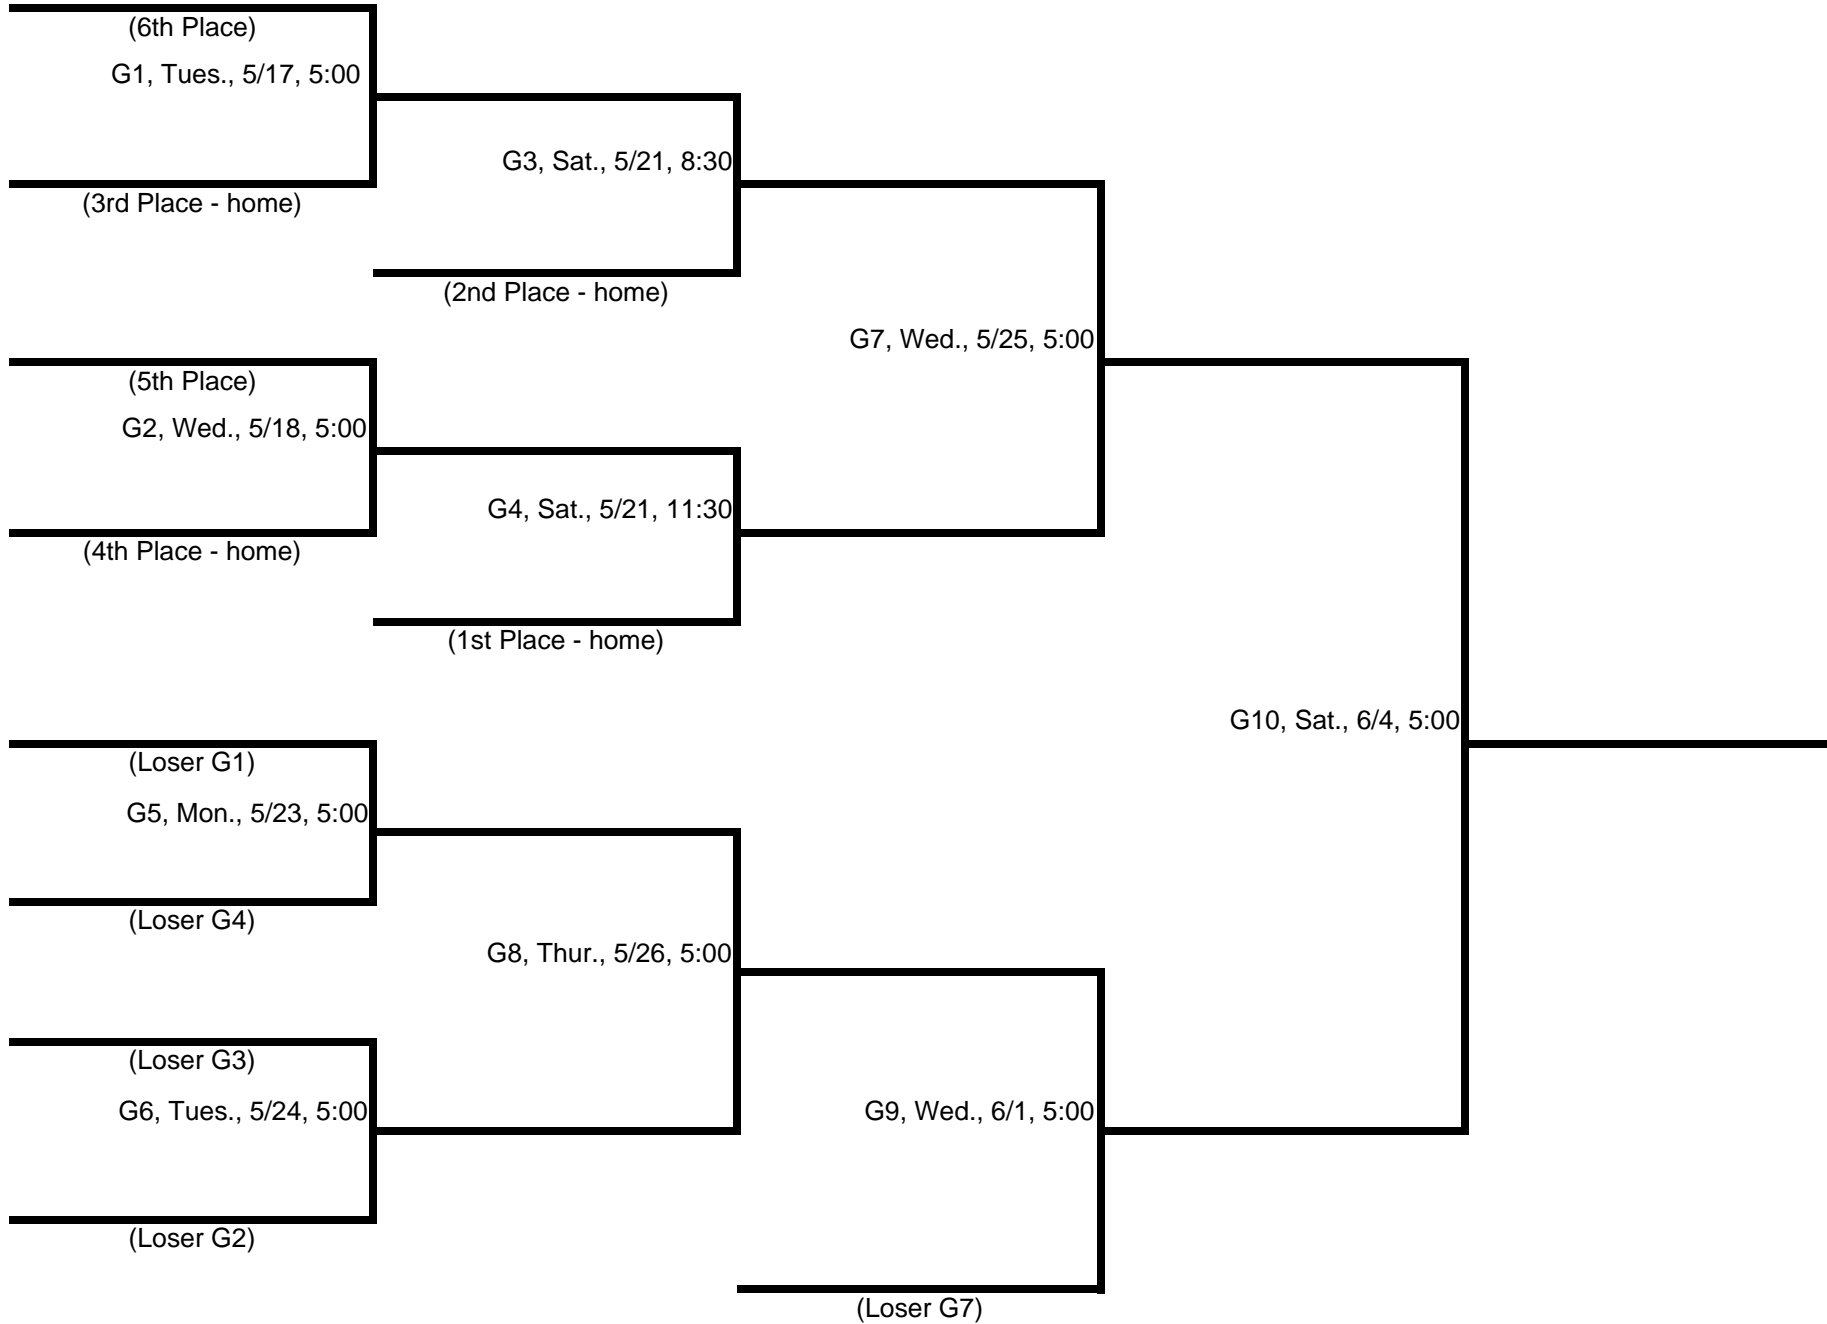 (6th Place)
G1, Tues., 5/17, 5:00
G3, Sat., 5/21, 8:30
(3rd Place - home)
(2nd Place - home)
G7, Wed., 5/25, 5:00
(5th Place)
G2, Wed., 5/18, 5:00
G4, Sat., 5/21, 11:30
(4th Place - home)
(1st Place - home)
G10, Sat., 6/4, 5:00
(Loser G1)
G5, Mon., 5/23, 5:00
(Loser G4)
G8, Thur., 5/26, 5:00
(Loser G3)
G6, Tues., 5/24, 5:00
G9, Wed., 6/1, 5:00
(Loser G2)
(Loser G7)